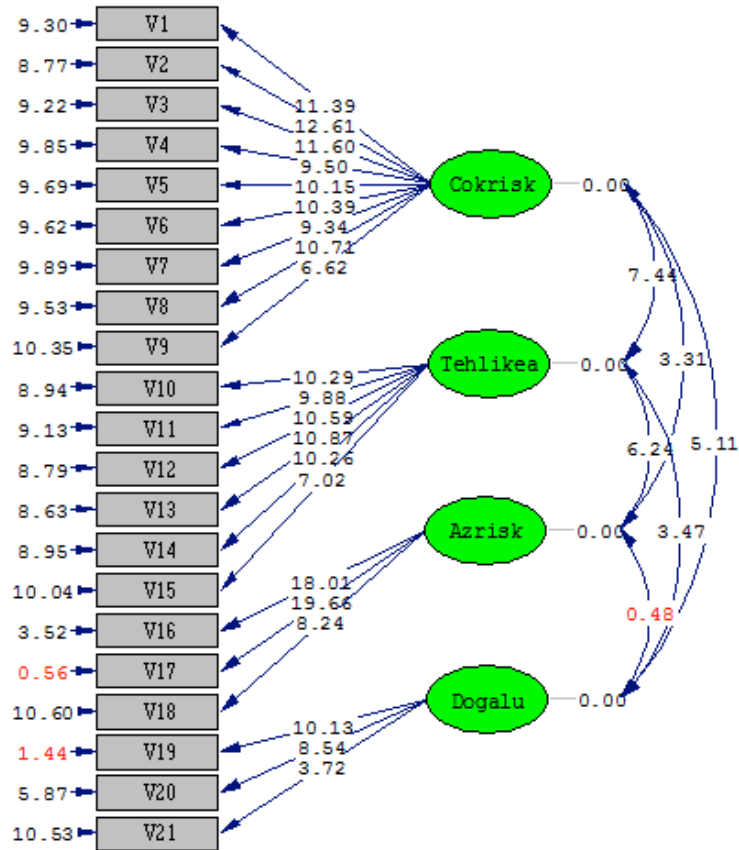 9.30 V1
8.77 V2
9.22 V3 11.39
9.85 V4 12.61
11.60
9.69 V5 9.50 Cokrisk 0.00
10.15
9.62 V6 10.39
9.34
9.89 V7 10.71 7.44
9.53 V8 6.62
10.35 V9 Tehlikea 0.00 3.31
8.94 V10 10.29
9.88
9.13 V11 10.59 6.24 5.11
8.79 V12 10.87
10.26
8.63 V13 7.02 Azrisk 0.00 3.47
8.95 V14
10.04 V15 18.01
3.52 V16 19.66 0.48
8.24
0.56 V17
10.60 V18 Dogalu 0.00
1.44 V19 10.13
8.54
5.87 V20 3.72
10.53 V21